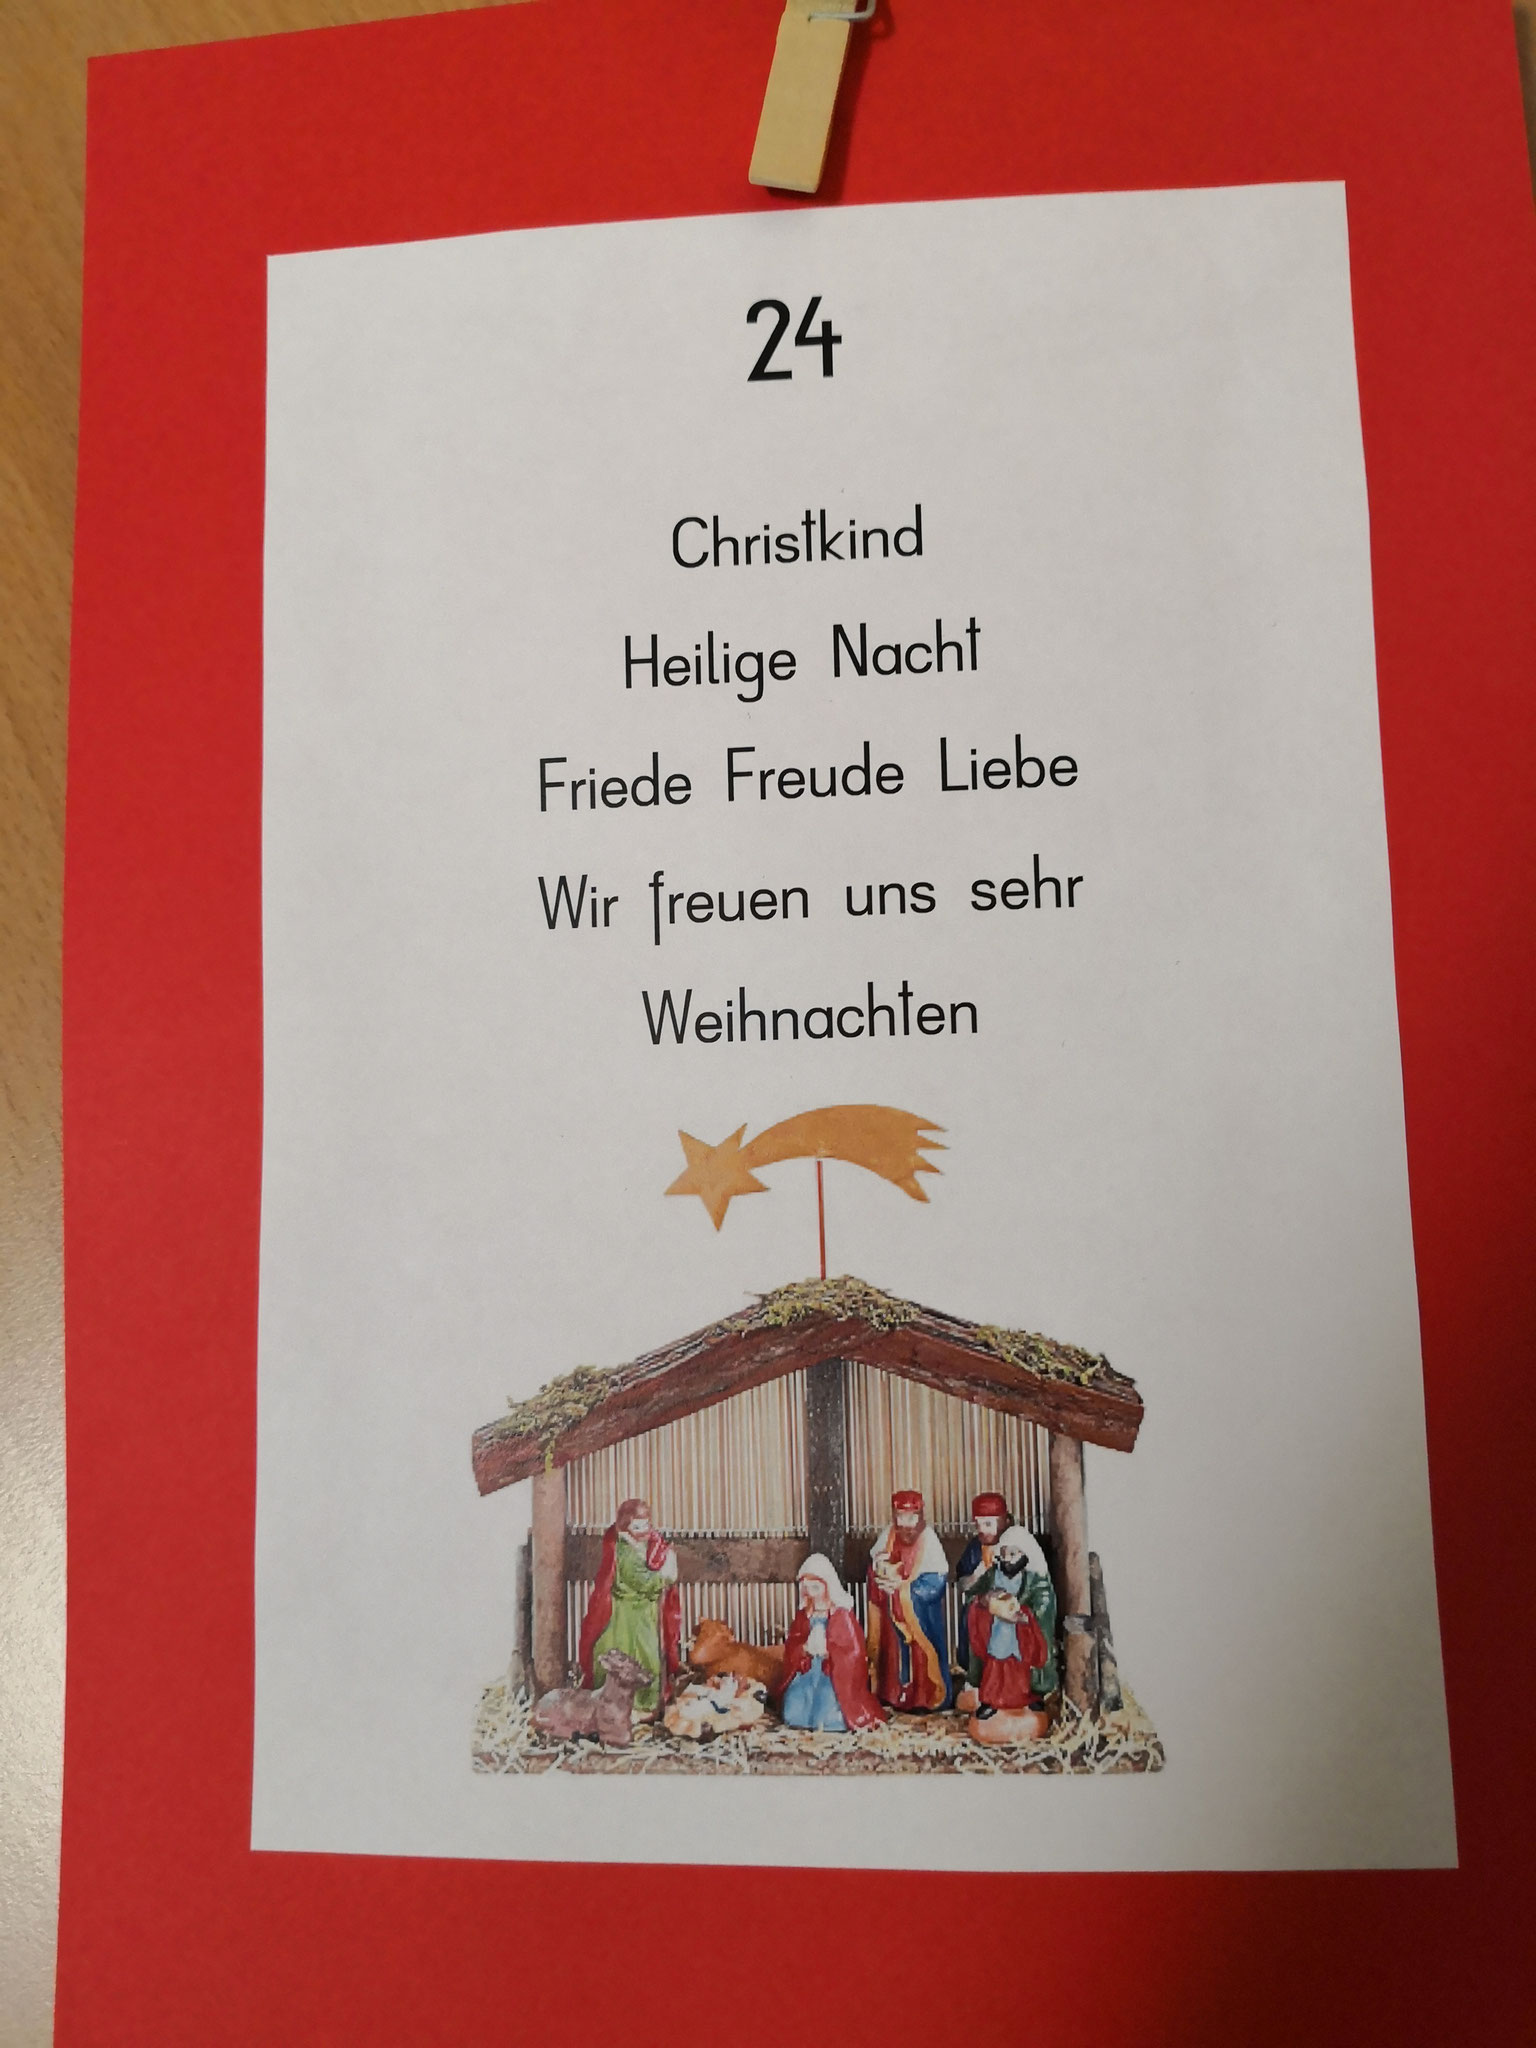 24
Christkind
Heilige Nacht
Friede Freude Liebe
Wir freuen uns sehr
Weihnachten